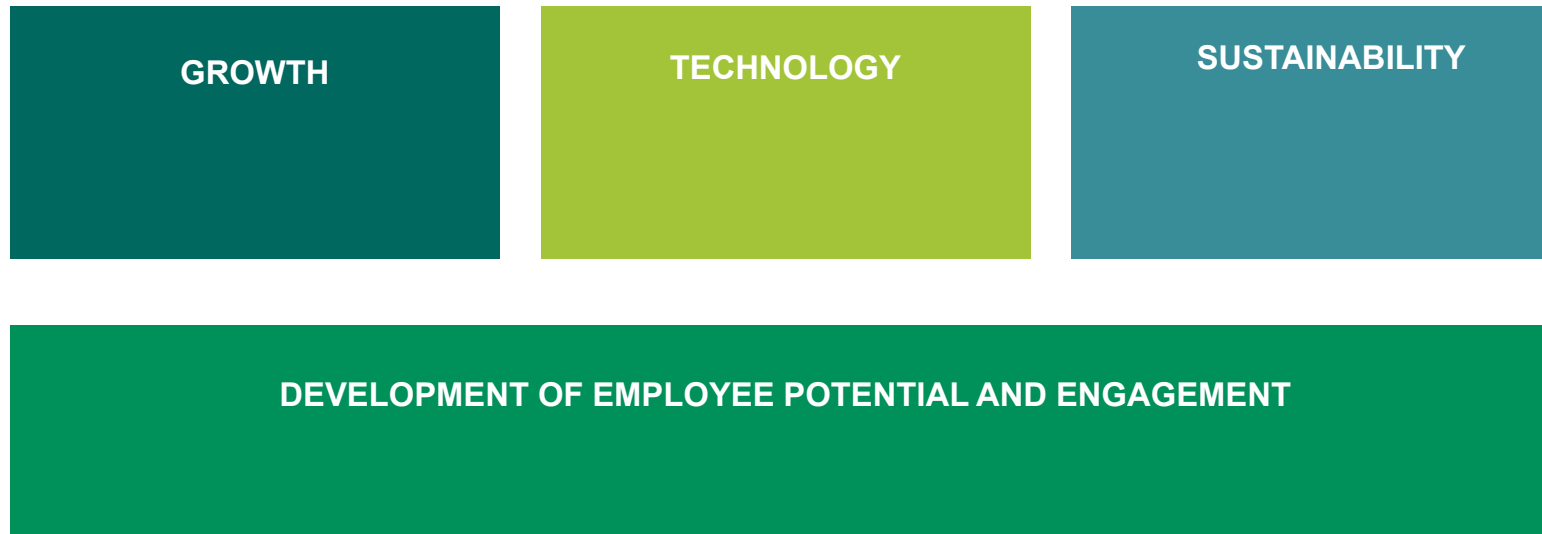 GROWTH
TECHNOLOGY
SUSTAINABILITY
DEVELOPMENT OF EMPLOYEE POTENTIAL AND ENGAGEMENT